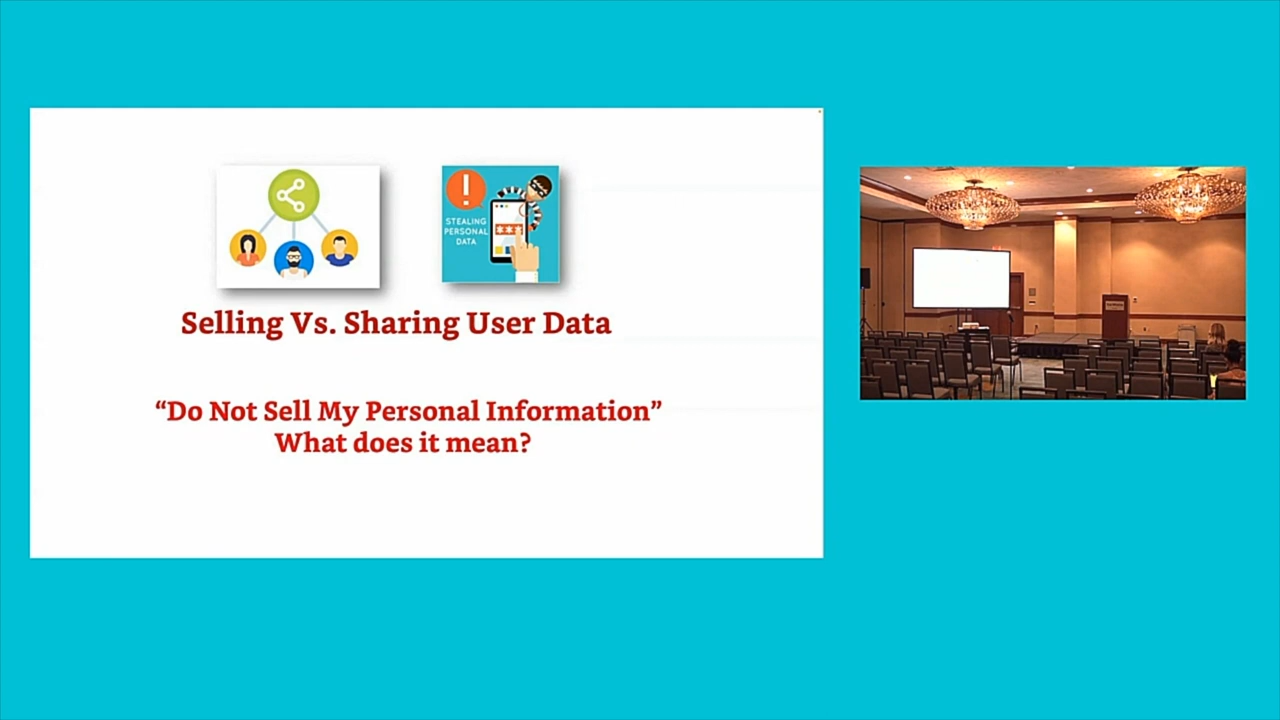 STEALING
PERSONAL
DATA
Selling Vs. Sharing User Data
“Do Not Sell My Personal Information”
What does it mean?